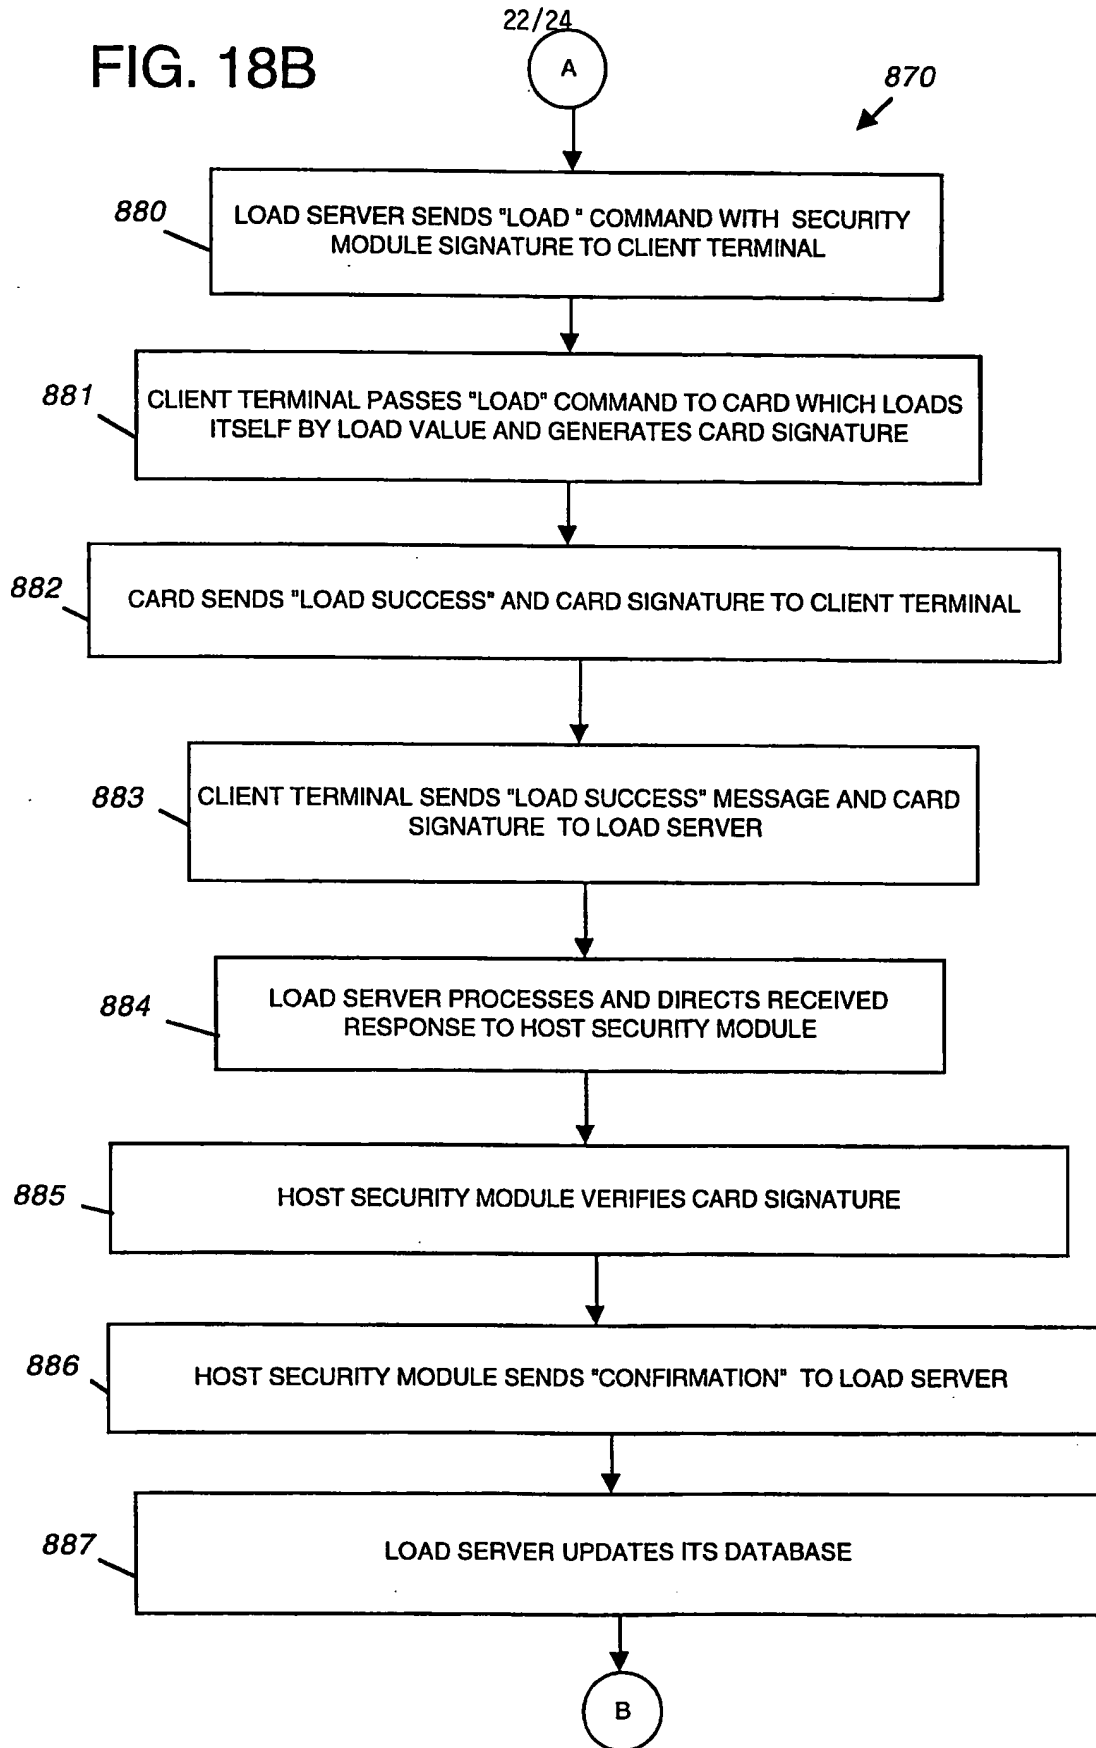 22/24
FIG. 18B
A
870
880
LOAD SERVER SENDS "LOAD " COMMAND WITH SECURITY
MODULE SIGNATURE TO CLIENT TERMINAL
881
CLIENT TERMINAL PASSES "LOAD" COMMAND TO CARD WHICH LOADS
ITSELF BY LOAD VALUE AND GENERATES CARD SIGNATURE
882
CARD SENDS "LOAD SUCCESS" AND CARD SIGNATURE TO CLIENT TERMINAL
883
CLIENT TERMINAL SENDS "LOAD SUCCESS" MESSAGE AND CARD
SIGNATURE TO LOAD SERVER
884
LOAD SERVER PROCESSES AND DIRECTS RECEIVED
RESPONSE TO HOST SECURITY MODULE
885
HOST SECURITY MODULE VERIFIES CARD SIGNATURE
886
HOST SECURITY MODULE SENDS "CONFIRMATION" TO LOAD SERVER
887
LOAD SERVER UPDATES ITS DATABASE
B